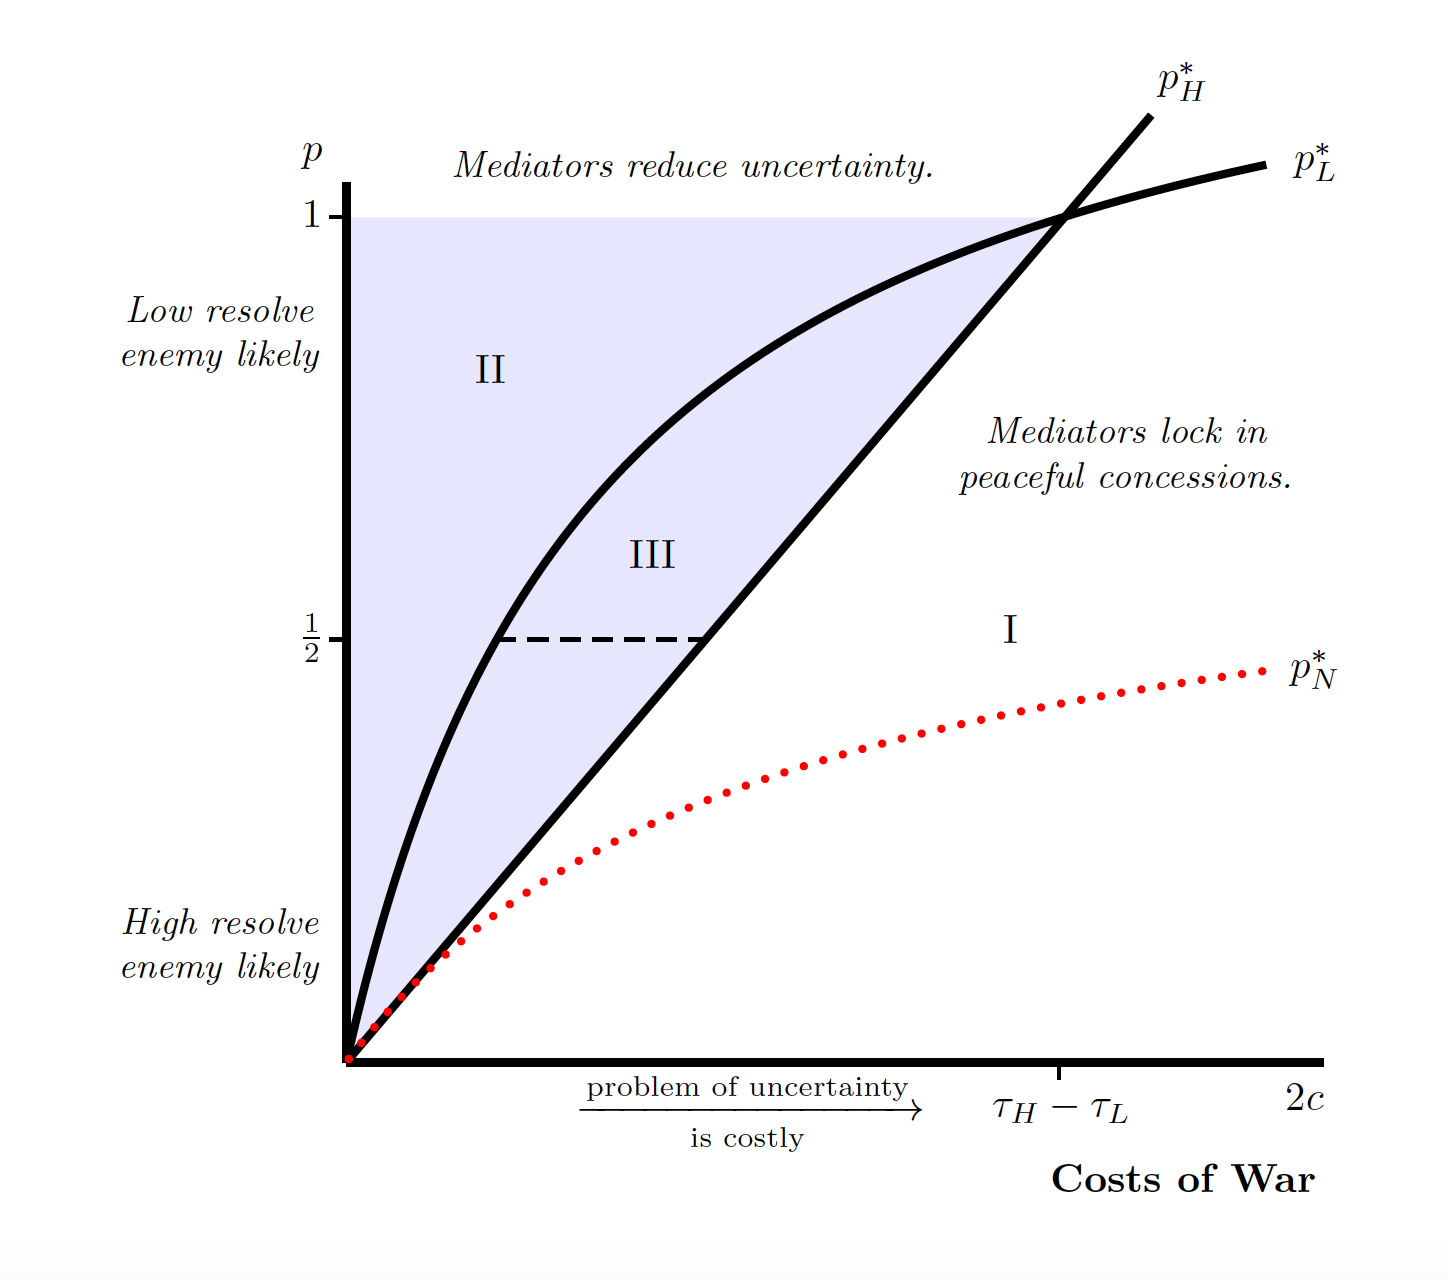 p*_H
p*_L
p
Mediators reduce uncertainty.
1
Low resolve
enemy likely
II
Mediators lock in
peaceful concessions.
III
1/2
I
p*_N
High resolve
enemy likely
problem of uncertainty
is costly
τ_H − τ_L
2c
Costs of War